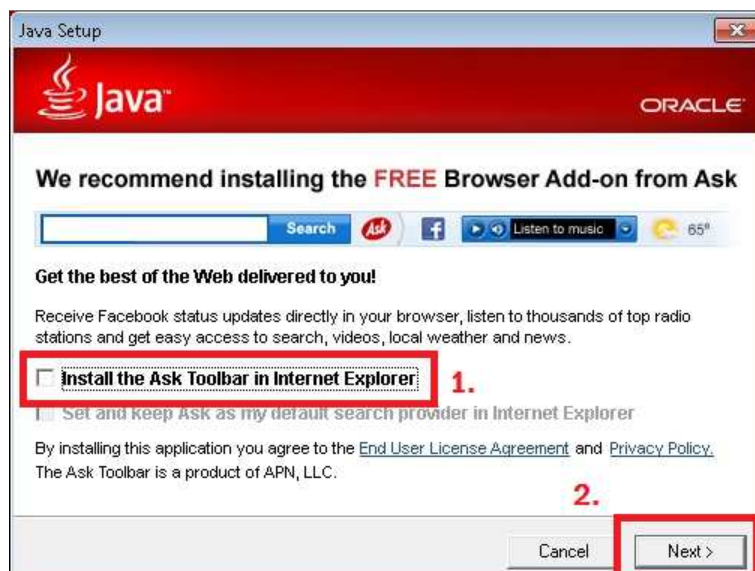 Java Setup
Java™
ORACLE
We recommend installing the FREE Browser Add-on from Ask
Search Ask f Listen to music 65°
Get the best of the Web delivered to you!
Receive Facebook status updates directly in your browser, listen to thousands of top radio
stations and get easy access to search, videos, local weather and news.
Install the Ask Toolbar in Internet Explorer 1.
Set and keep Ask as my default search provider in Internet Explorer
By installing this application you agree to the End User License Agreement and Privacy Policy.
The Ask Toolbar is a product of APN, LLC.
2.
Cancel Next >